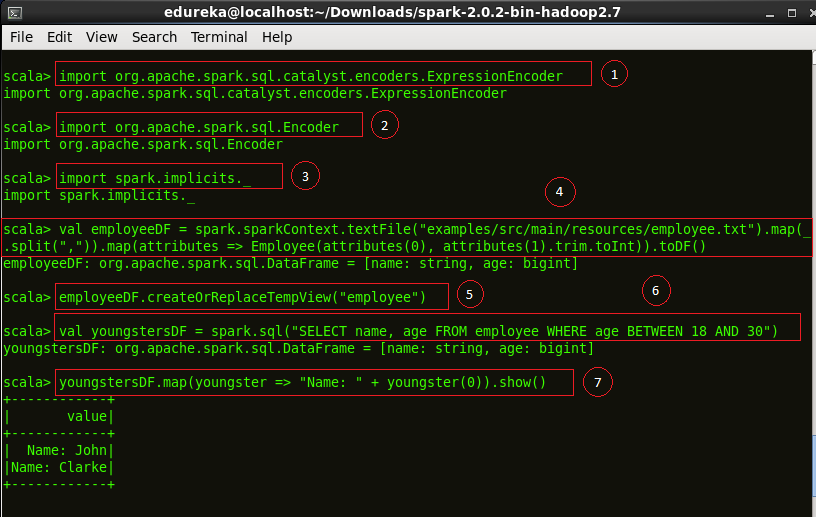 edureka@localhost:~/Downloads/spark-2.0.2-bin-hadoop2.7
File Edit View Search Terminal Help
scala> import org.apache.spark.sql.catalyst.encoders.ExpressionEncoder 1
import org.apache.spark.sql.catalyst.encoders.ExpressionEncoder
scala> import org.apache.spark.sql.Encoder 2
import org.apache.spark.sql.Encoder
scala> import spark.implicits._ 3
import spark.implicits._
4
scala> val employeeDF = spark.sparkContext.textFile("examples/src/main/resources/employee.txt").map(_
.split(",")).map(attributes => Employee(attributes(0), attributes(1).trim.toInt)).toDF()
employeeDF: org.apache.spark.sql.DataFrame = [name: string, age: bigint]
scala> employeeDF.createOrReplaceTempView("employee") 5
6
scala> val youngstersDF = spark.sql("SELECT name, age FROM employee WHERE age BETWEEN 18 AND 30")
youngstersDF: org.apache.spark.sql.DataFrame = [name: string, age: bigint]
scala> youngstersDF.map(youngster => "Name: " + youngster(0)).show() 7
+------------+
|       value|
+------------+
|  Name: John|
|Name: Clarke|
+------------+